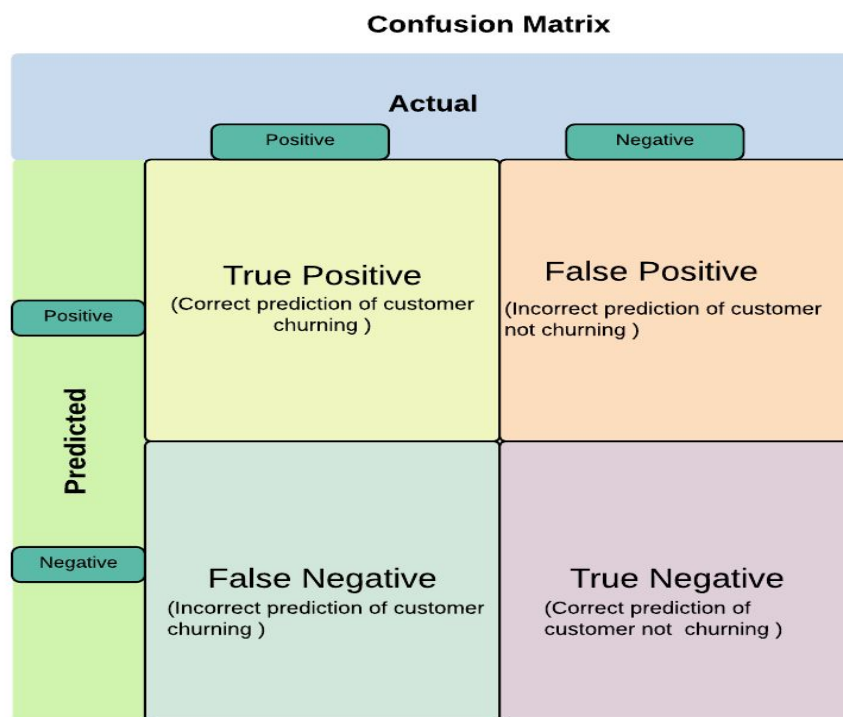 Confusion Matrix
Actual
Positive
Negative
True Positive
(Correct prediction of customer
churning )
False Positive
(Incorrect prediction of customer
not churning )
Positive
Predicted
Negative
False Negative
(Incorrect prediction of customer
churning )
True Negative
(Correct prediction of
customer not  churning )